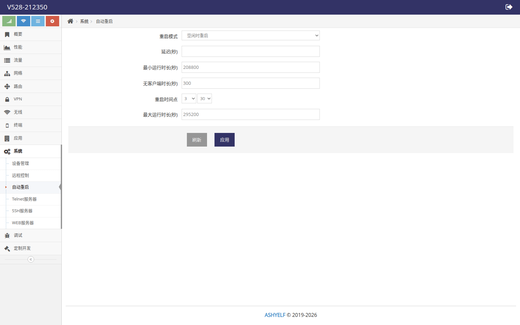 V528-212350
系统 自动重启
概要
性能
流量
网络
路由
VPN
无线
终端
应用
系统
设备管理
远程控制
自动重启
Telnet服务器
SSH服务器
WEB服务器
调试
定制开发
重启模式 空闲时重启
延迟(秒)
最小运行时长(秒) 208800
无客户端时长(秒) 300
重启时间点 3 30
最大运行时长(秒) 295200
刷新 应用
ASHYELF © 2019-2026